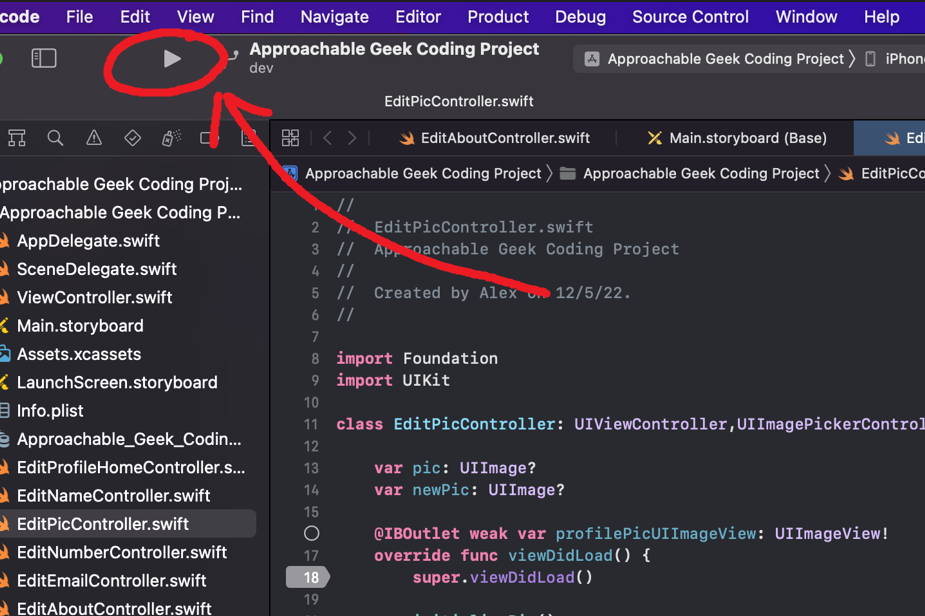 code File Edit View Find Navigate Editor Product Debug Source Control Window Help
Approachable Geek Coding Project
dev
Approachable Geek Coding Project 〉 iPhon
EditPicController.swift
EditAboutController.swift Main.storyboard (Base) Edi
Approachable Geek Coding Project 〉 Approachable Geek Coding Project 〉 EditPicCo
pproachable Geek Coding Proj...
Approachable Geek Coding P...
AppDelegate.swift
SceneDelegate.swift
ViewController.swift
Main.storyboard
Assets.xcassets
LaunchScreen.storyboard
Info.plist
Approachable_Geek_Codin...
EditProfileHomeController.s...
EditNameController.swift
EditPicController.swift
EditNumberController.swift
EditEmailController.swift
EditAboutController.swift
1 //
2 // EditPicController.swift
3 // Approachable Geek Coding Project
4 //
5 // Created by Alex on 12/5/22.
6 //
7
8 import Foundation
9 import UIKit
10
11 class EditPicController: UIViewController,UIImagePickerControl
12
13 var pic: UIImage?
14 var newPic: UIImage?
15
@IBOutlet weak var profilePicUIImageView: UIImageView!
17 override func viewDidLoad() {
18 super.viewDidLoad()
19